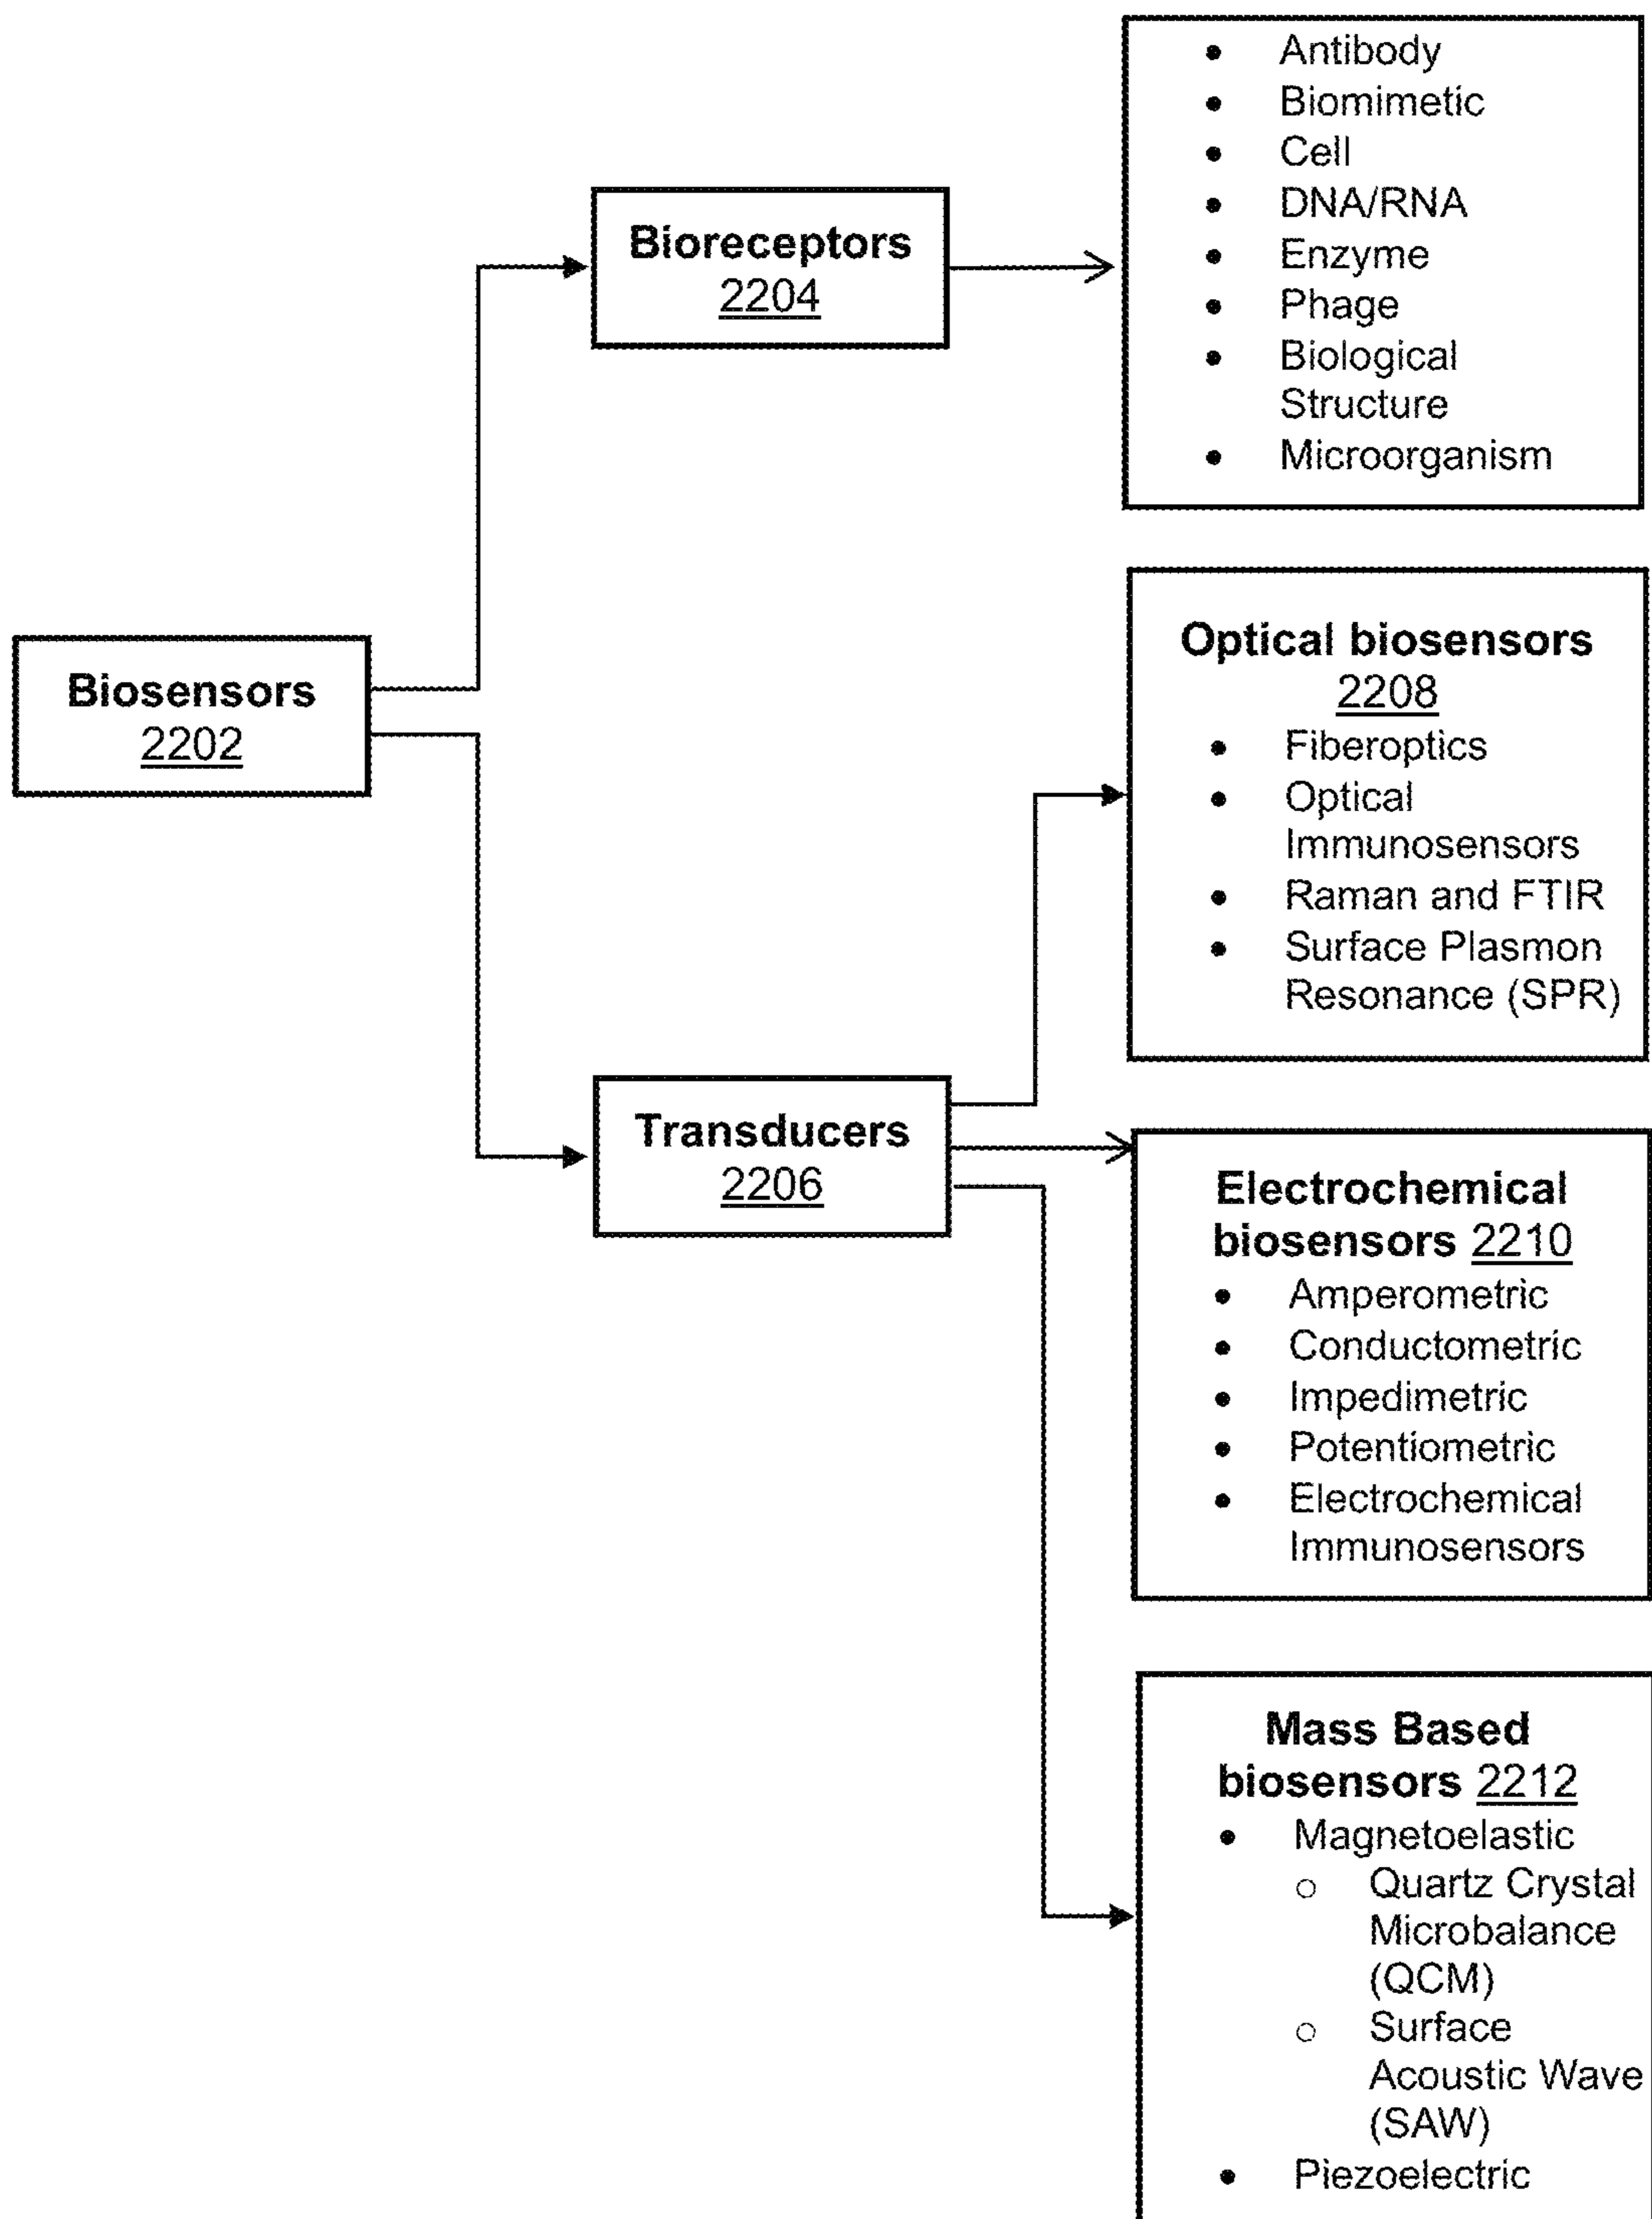 Antibody
Biomimetic
Cell
DNA/RNA
Enzyme
Phage
Biological
Structure
Microorganism
Bioreceptors
2204
Biosensors
2202
Optical biosensors
2208
Fiberoptics
Optical
Immunosensors
Raman and FTIR
Surface Plasmon
Resonance (SPR)
Transducers
2206
Electrochemical
biosensors 2210
Amperometric
Conductometric
Impedimetric
Potentiometric
Electrochemical
Immunosensors
Mass Based
biosensors 2212
Magnetoelastic
Quartz Crystal
Microbalance
(QCM)
Surface
Acoustic Wave
(SAW)
Piezoelectric